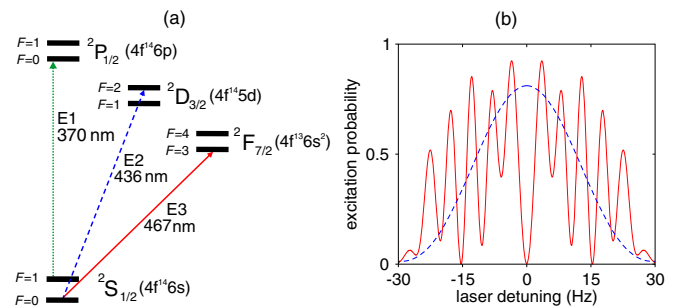 (a)
F=1
F=0
²P₁/₂ (4f¹⁴6p)
F=2
F=1
²D₃/₂ (4f¹⁴5d)
F=4
F=3
²F₇/₂ (4f¹³6s²)
E1
370 nm
E2
436 nm
E3
467nm
F=1
F=0
²S₁/₂ (4f¹⁴6s)
(b)
excitation probability
1
0.5
0
-30 -15 0 15 30
laser detuning (Hz)